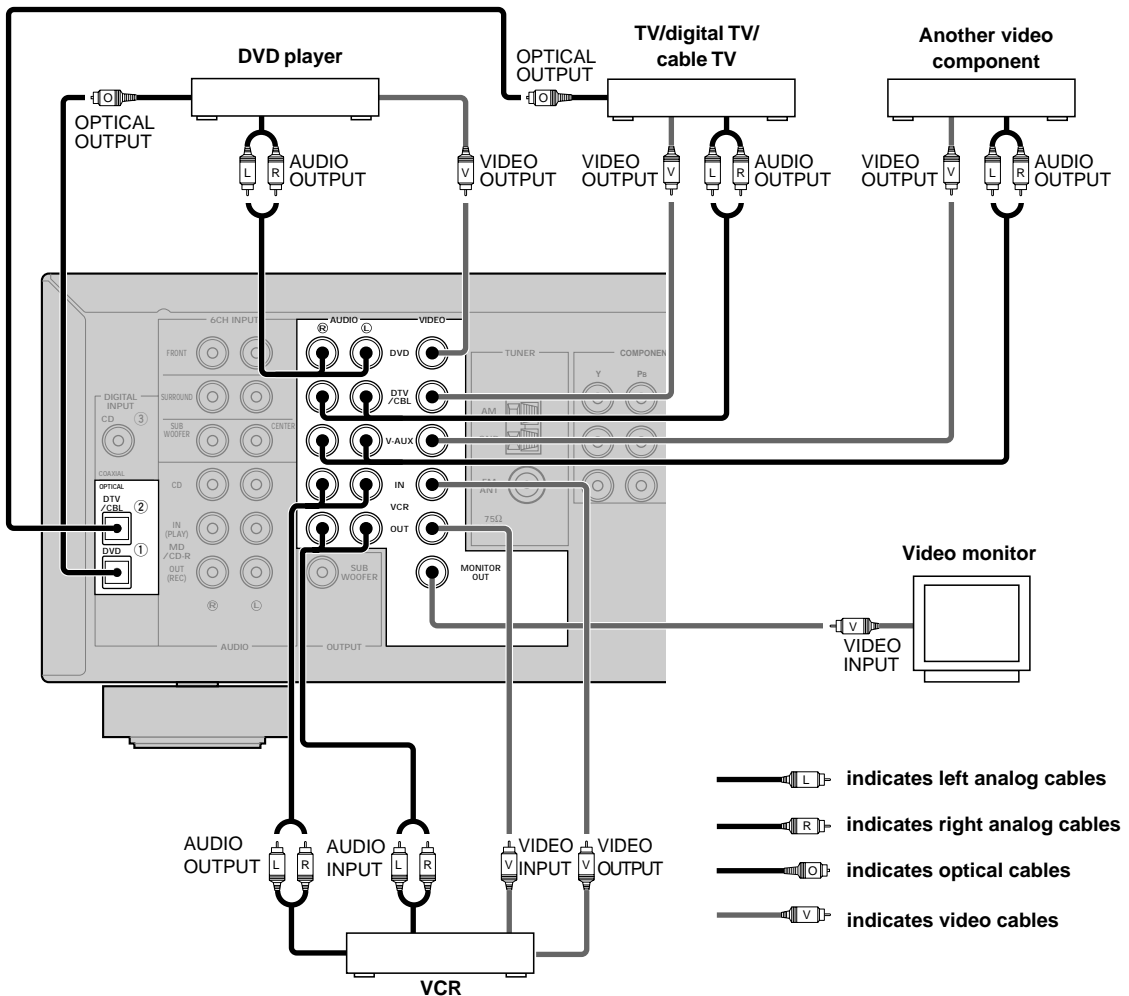 DVD player
TV/digital TV/
cable TV
Another video
component
OPTICAL
OUTPUT
O
O
OPTICAL
OUTPUT
L
R
AUDIO
OUTPUT
V
VIDEO
OUTPUT
VIDEO
OUTPUT
V
L
R
AUDIO
OUTPUT
VIDEO
OUTPUT
V
L
R
AUDIO
OUTPUT
6CH INPUT
AUDIO
VIDEO
R
L
FRONT
DVD
TUNER
COMPONEN
Y
PB
DIGITAL
INPUT
SURROUND
DTV
/CBL
AM
CD ③
SUB
WOOFER
CENTER
V-AUX
COAXIAL
OPTICAL
CD
IN
FM
ANT
DTV
/CBL ②
VCR
IN
(PLAY)
OUT
75Ω
MD
/CD-R
DVD ①
OUT
(REC)
SUB
WOOFER
MONITOR
OUT
R
L
AUDIO
OUTPUT
Video monitor
V
VIDEO
INPUT
L indicates left analog cables
R indicates right analog cables
O indicates optical cables
V indicates video cables
AUDIO
OUTPUT
L
R
AUDIO
INPUT
L
R
V
VIDEO
INPUT
V
VIDEO
OUTPUT
VCR